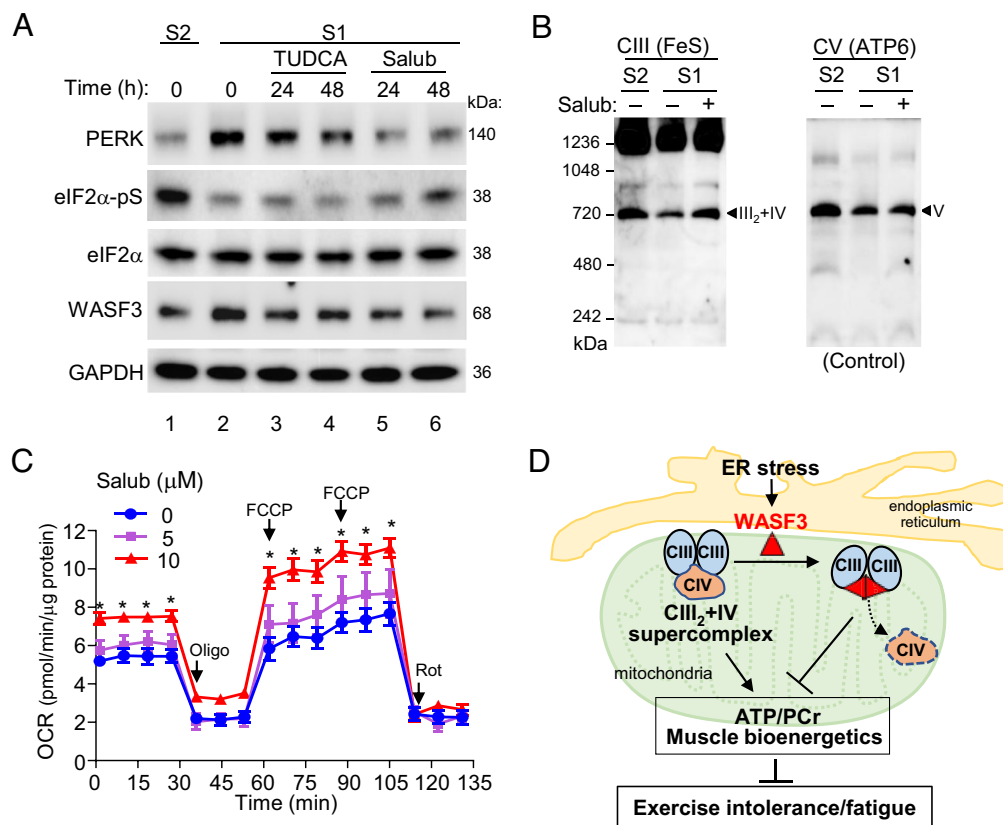 A
S2 S1
TUDCA Salub
Time (h): 0 0 24 48 24 48 kDa:
PERK 140
eIF2α-pS 38
eIF2α 38
WASF3 68
GAPDH 36
1 2 3 4 5 6
B
CIII (FeS) CV (ATP6)
S2 S1 S2 S1
Salub: – – + – – +
1236
1048
720 III₂+IV V
480
242
kDa
(Control)
C
Salub (μM)
0
5
10
FCCP
FCCP
* * * * * * * * * *
Oligo
Rot
OCR (pmol/min/μg protein)
12
10
8
6
4
2
0
0 15 30 45 60 75 90 105 120 135
Time (min)
D
ER stress
WASF3
endoplasmic
reticulum
CIII CIII
CIV
CIII CIII
CIII₂+IV
supercomplex
CIV
mitochondria
ATP/PCr
Muscle bioenergetics
Exercise intolerance/fatigue